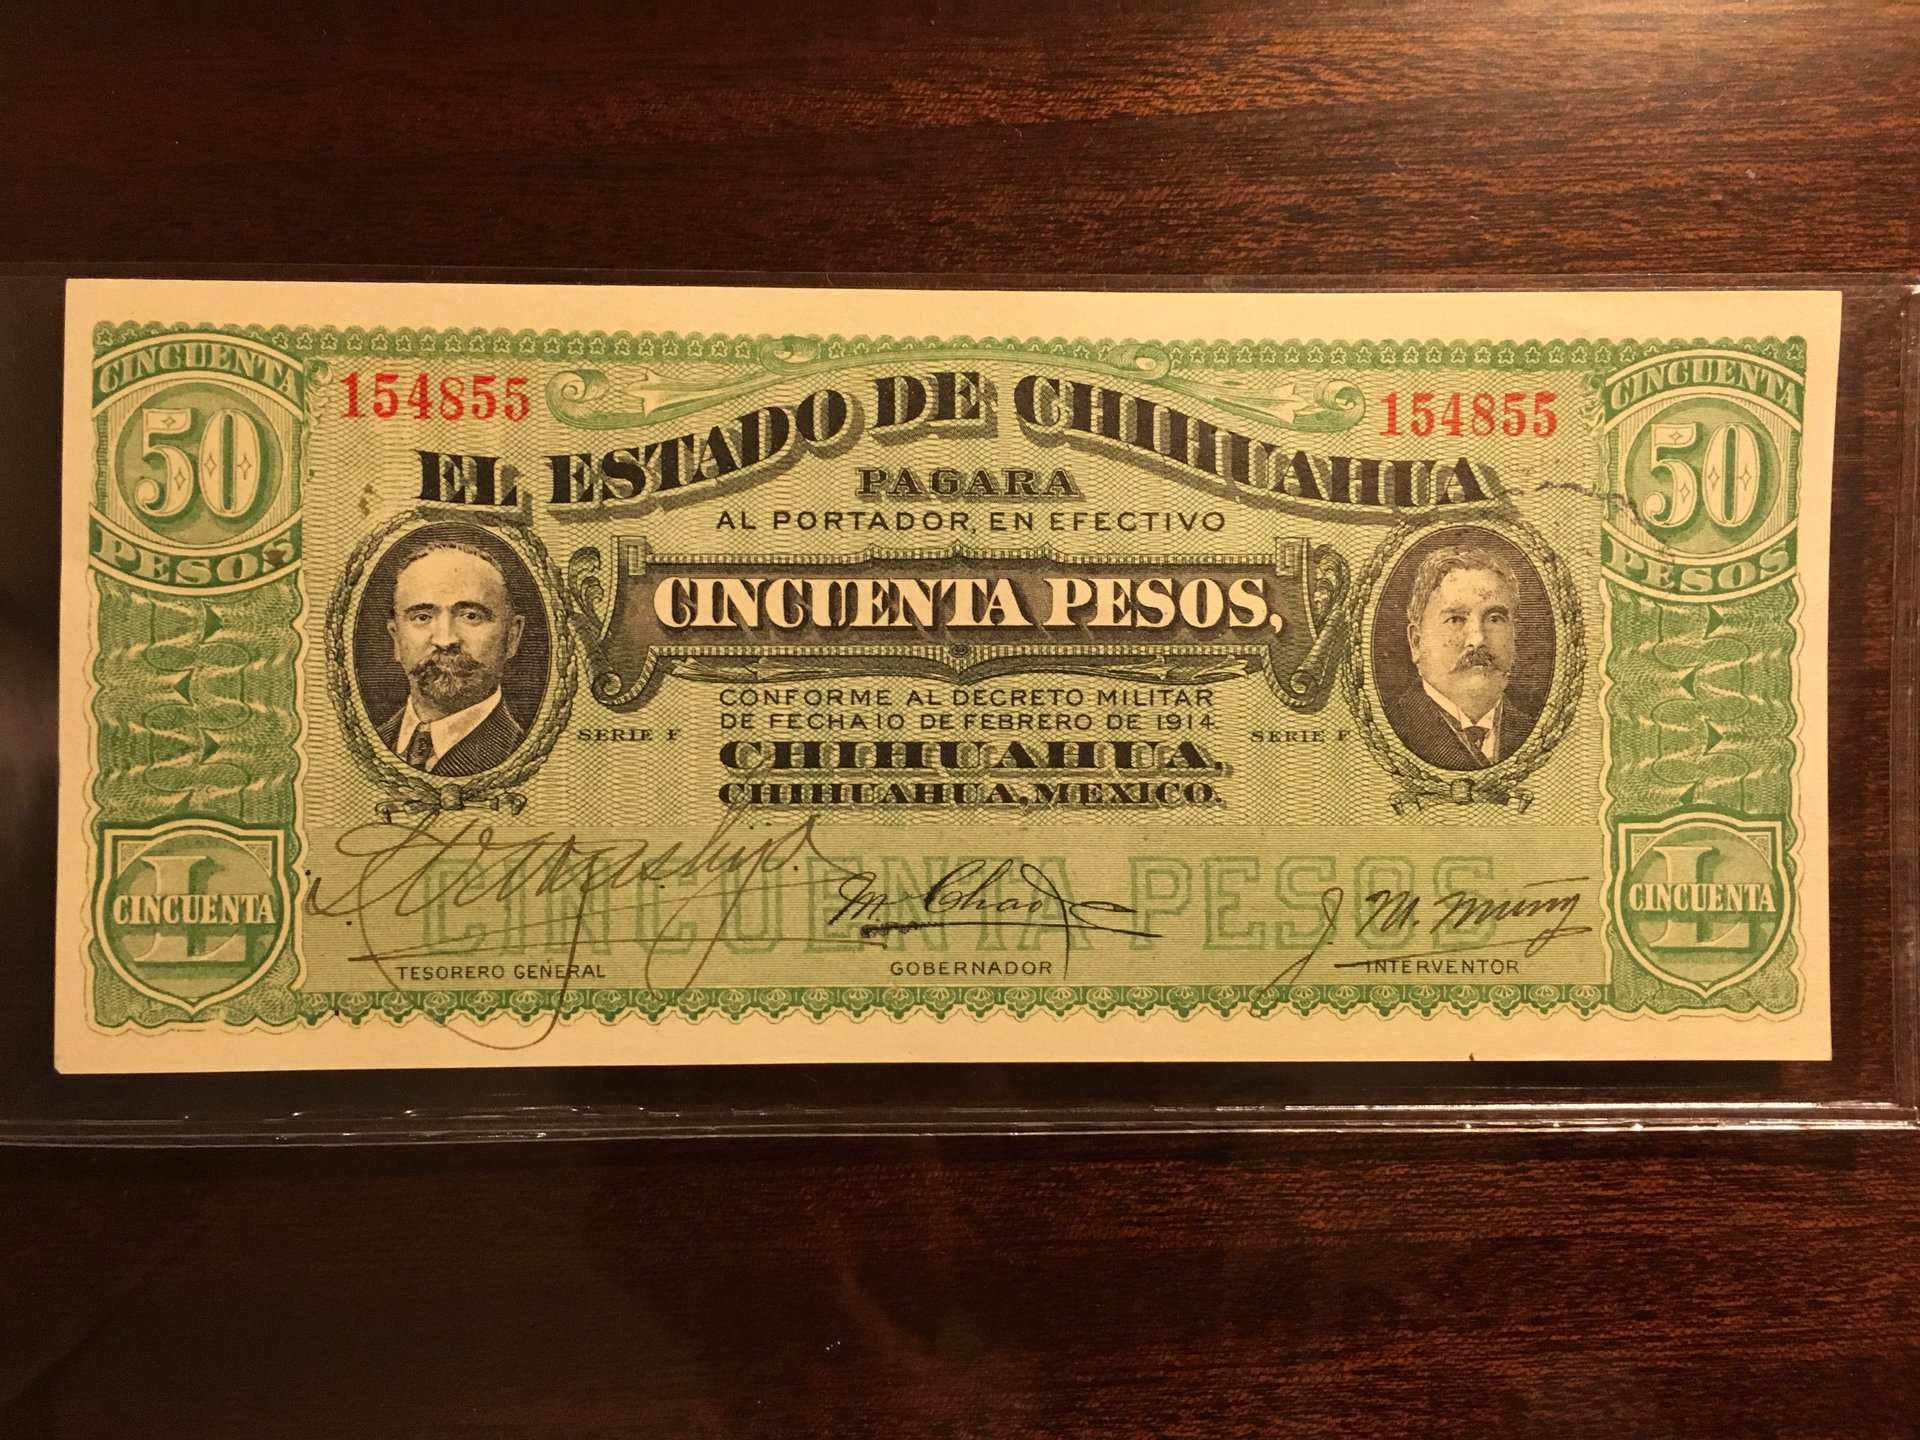 CINCUENTA
50
PESOS
154855
EL ESTADO DE CHIHUAHUA
154855
CINCUENTA
50
PESOS
PAGARA
AL PORTADOR, EN EFECTIVO
CINCUENTA PESOS,
CONFORME AL DECRETO MILITAR
DE FECHA 10 DE FEBRERO DE 1914.
SERIE F
SERIE F
CHIHUAHUA,
CHIHUAHUA, MEXICO.
CINCUENTA PESOS
L
CINCUENTA
M Chao
J. M. 
L
CINCUENTA
TESORERO GENERAL
GOBERNADOR
INTERVENTOR